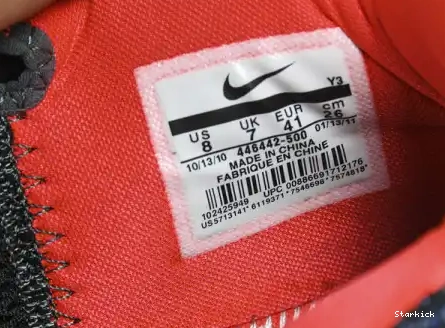 Y3
US UK EUR cm
8 7 41 26
10/13/10 446442-500 01/13/11
MADE IN CHINA
FABRIQUE EN CHINE
102425949 UPC 00886691712176
US5713141* 6119371* 7546698* 7574818*
Starkick